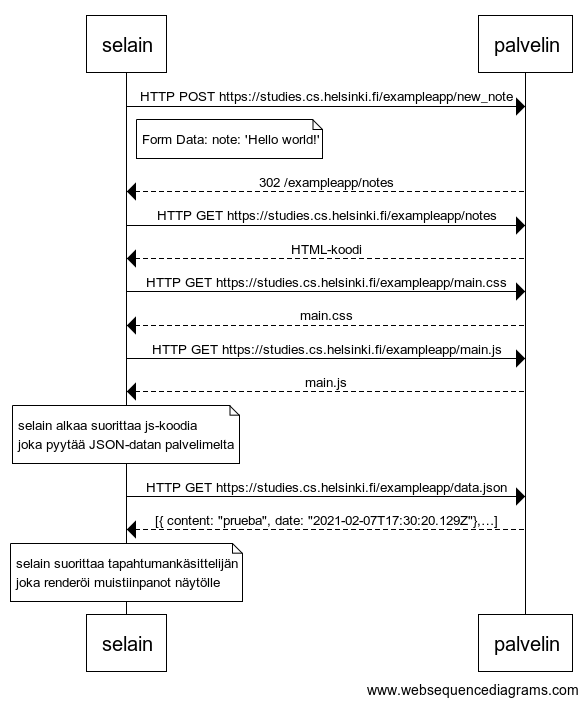 selain palvelin
HTTP POST https://studies.cs.helsinki.fi/exampleapp/new_note
Form Data: note: 'Hello world!'
302 /exampleapp/notes
HTTP GET https://studies.cs.helsinki.fi/exampleapp/notes
HTML-koodi
HTTP GET https://studies.cs.helsinki.fi/exampleapp/main.css
main.css
HTTP GET https://studies.cs.helsinki.fi/exampleapp/main.js
main.js
selain alkaa suorittaa js-koodia
joka pyytää JSON-datan palvelimelta
HTTP GET https://studies.cs.helsinki.fi/exampleapp/data.json
[{ content: "prueba", date: "2021-02-07T17:30:20.129Z"},...]
selain suorittaa tapahtumankäsittelijän
joka renderöi muistiinpanot näytölle
selain palvelin
www.websequencediagrams.com